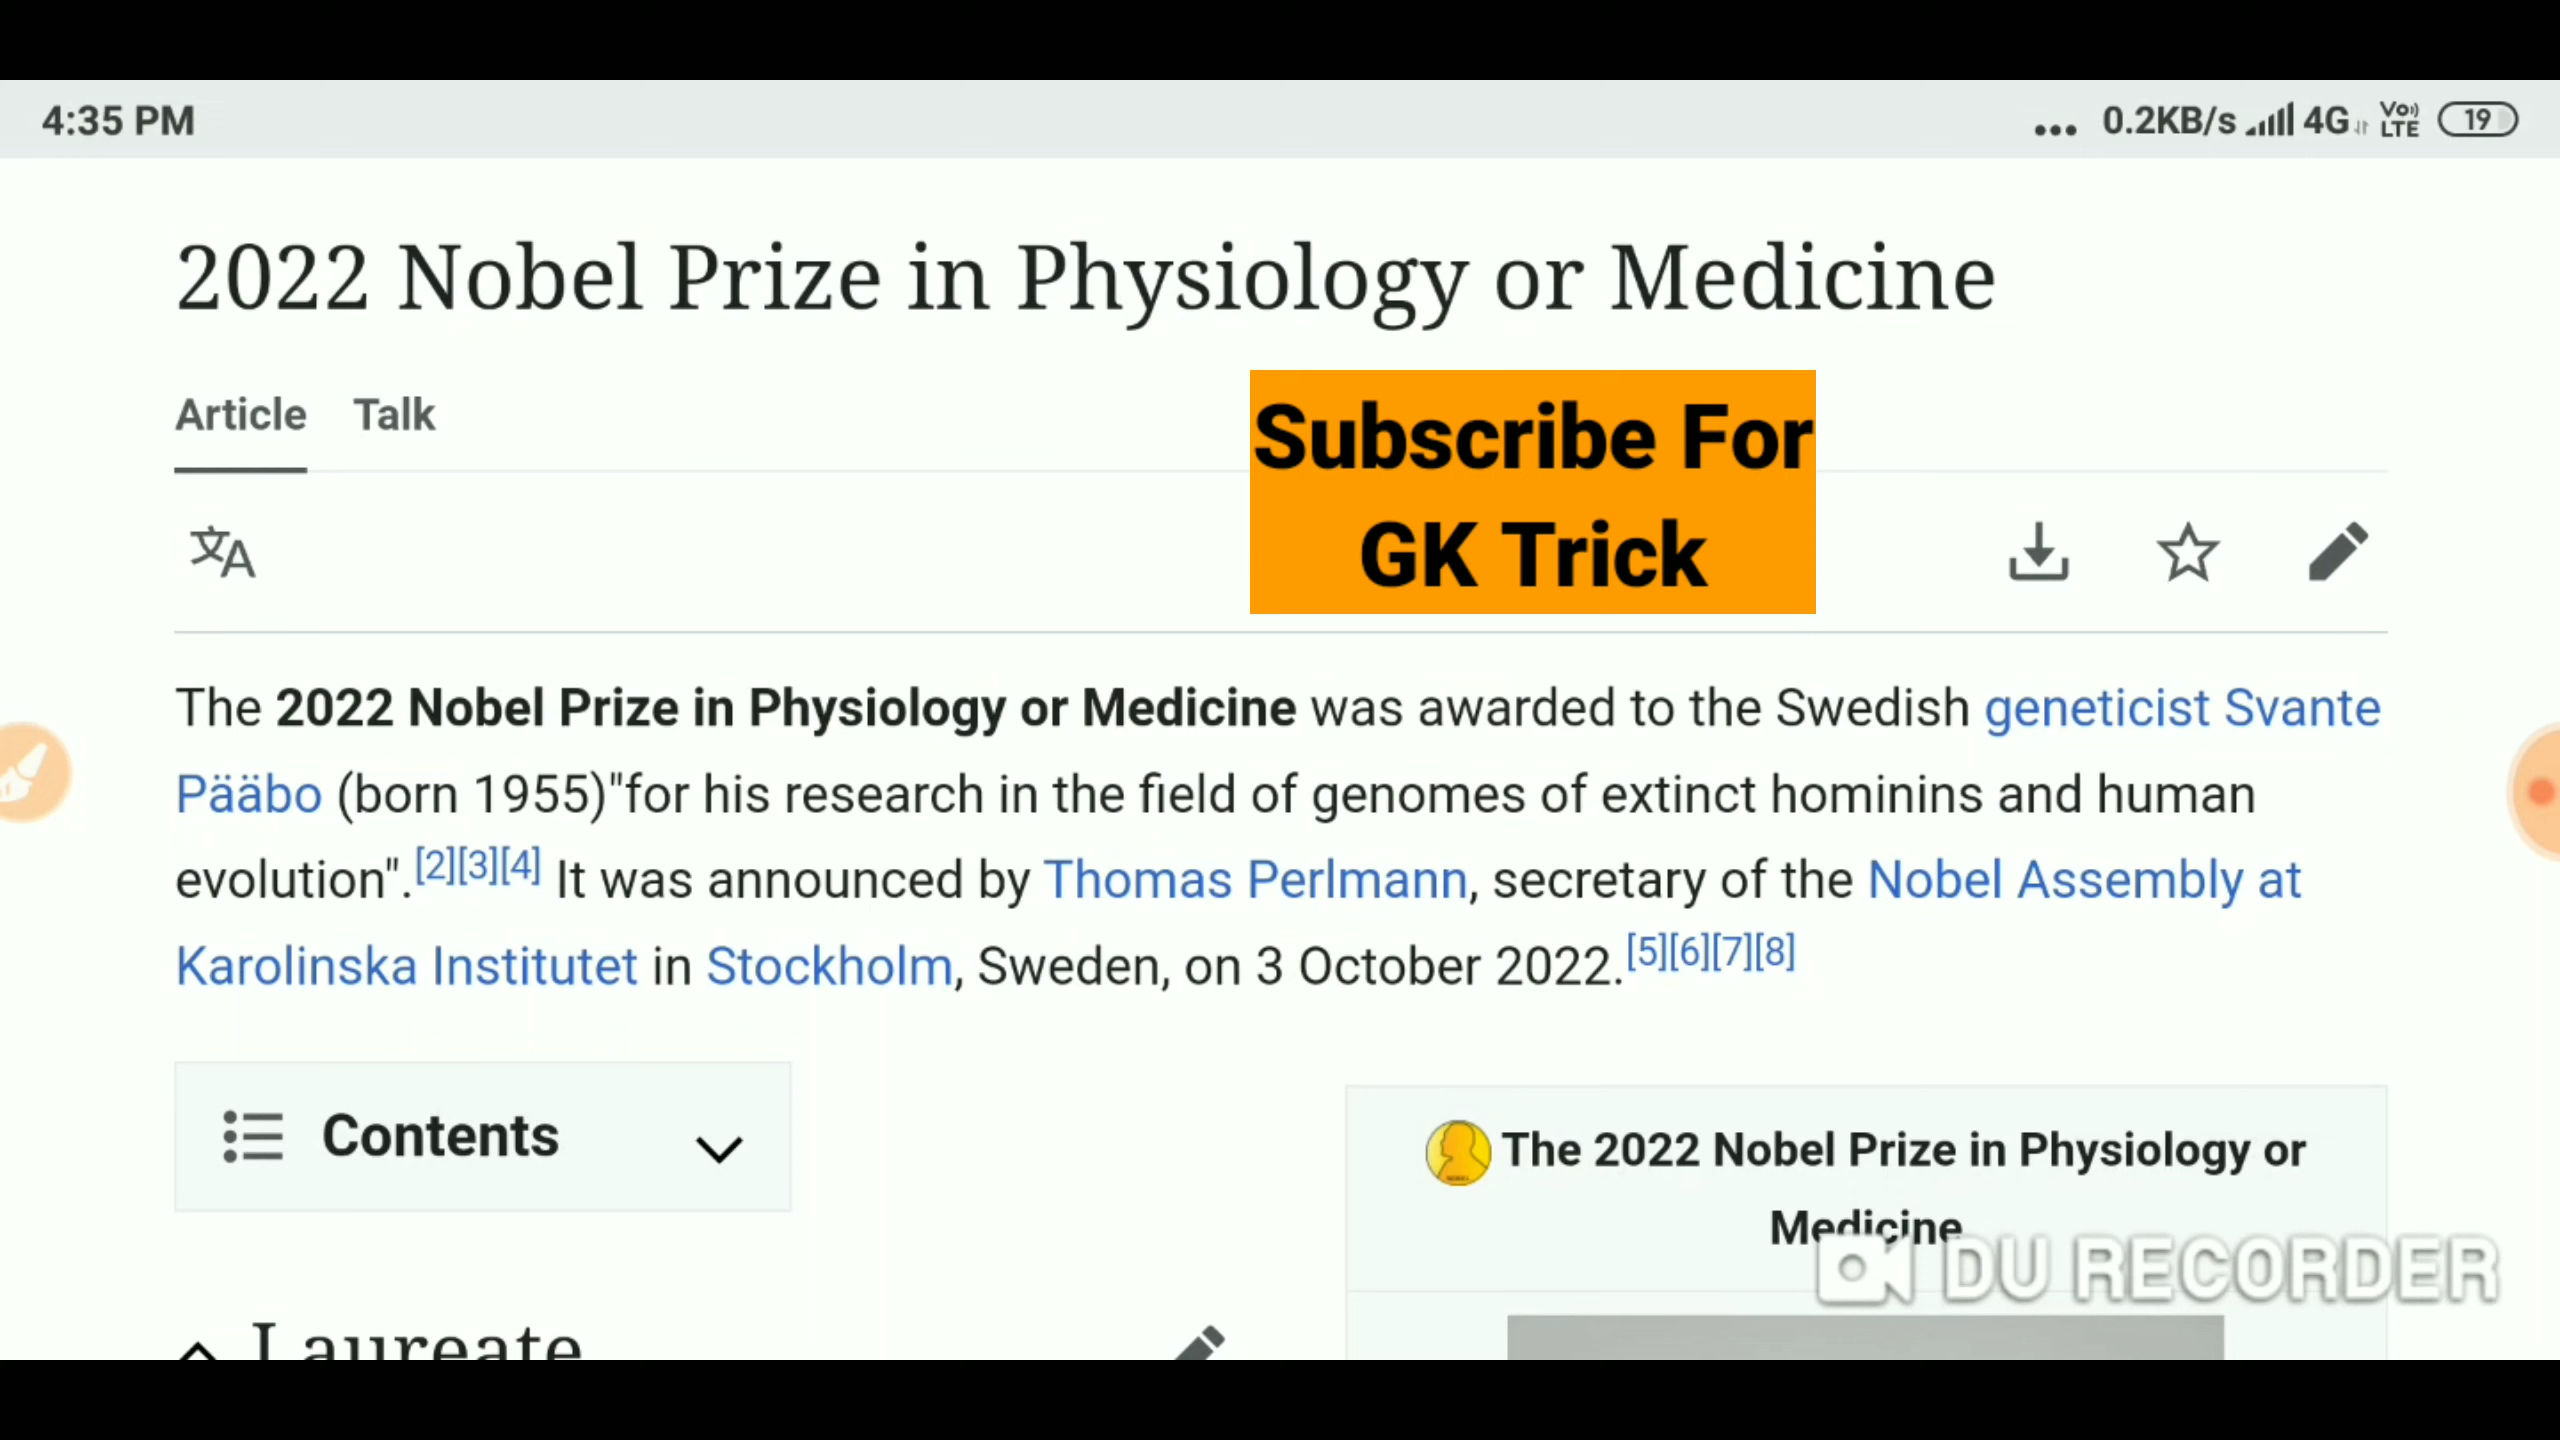 4:35 PM
... 0.2KB/s 4G Vo) LTE 19
2022 Nobel Prize in Physiology or Medicine
Article Talk
Subscribe For
GK Trick
文A
The 2022 Nobel Prize in Physiology or Medicine was awarded to the Swedish geneticist Svante
Pääbo (born 1955)"for his research in the field of genomes of extinct hominins and human
evolution".[2][3][4] It was announced by Thomas Perlmann, secretary of the Nobel Assembly at
Karolinska Institutet in Stockholm, Sweden, on 3 October 2022.[5][6][7][8]
Contents
The 2022 Nobel Prize in Physiology or
Medicine
DU RECORDER
Laureate